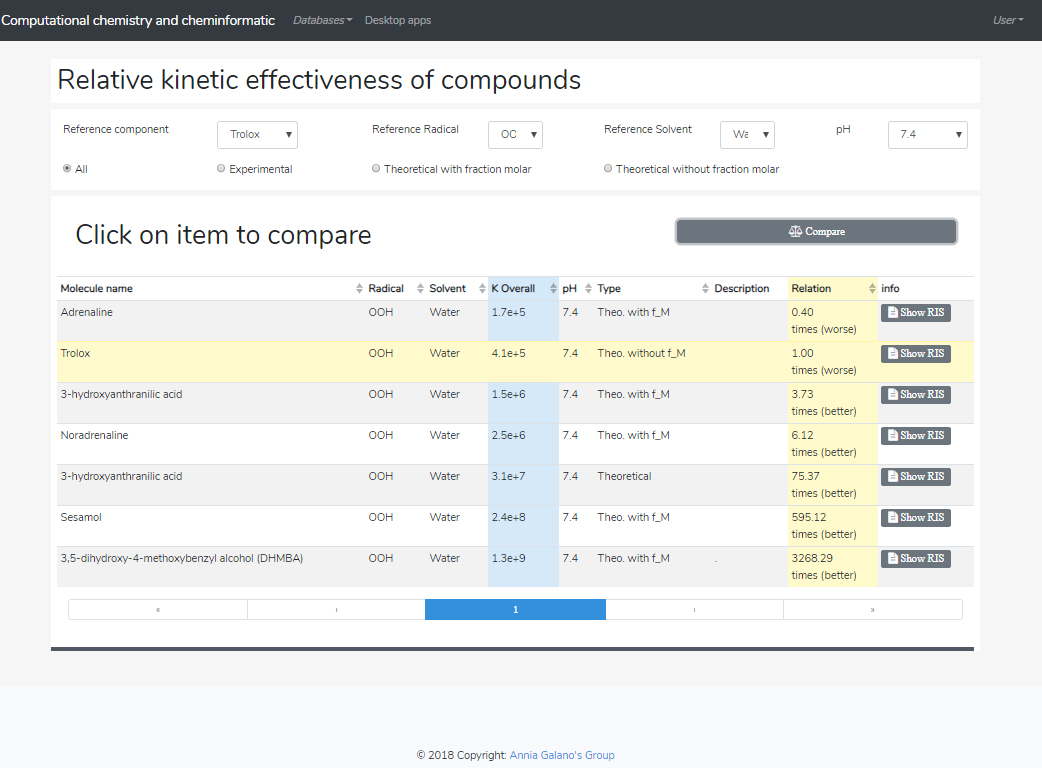 Computational chemistry and cheminformatic Databases Desktop apps User
Relative kinetic effectiveness of compounds
Reference component Trolox Reference Radical OO Reference Solvent Wa pH 7.4
All Experimental Theoretical with fraction molar Theoretical without fraction molar
Click on item to compare Compare
Molecule name Radical Solvent K Overall pH Type Description Relation info
Adrenaline OOH Water 1.7e+5 7.4 Theo. with f_M 0.40 Show RIS
times (worse)
Trolox OOH Water 4.1e+5 7.4 Theo. without f_M 1.00 Show RIS
times (worse)
3-hydroxyanthranilic acid OOH Water 1.5e+6 7.4 Theo. with f_M 3.73 Show RIS
times (better)
Noradrenaline OOH Water 2.5e+6 7.4 Theo. with f_M 6.12 Show RIS
times (better)
3-hydroxyanthranilic acid OOH Water 3.1e+7 7.4 Theoretical 75.37 Show RIS
times (better)
Sesamol OOH Water 2.4e+8 7.4 Theo. with f_M 595.12 Show RIS
times (better)
3,5-dihydroxy-4-methoxybenzyl alcohol (DHMBA) OOH Water 1.3e+9 7.4 Theo. with f_M . 3268.29 Show RIS
times (better)
« ‹ 1 › »
© 2018 Copyright: Annia Galano's Group